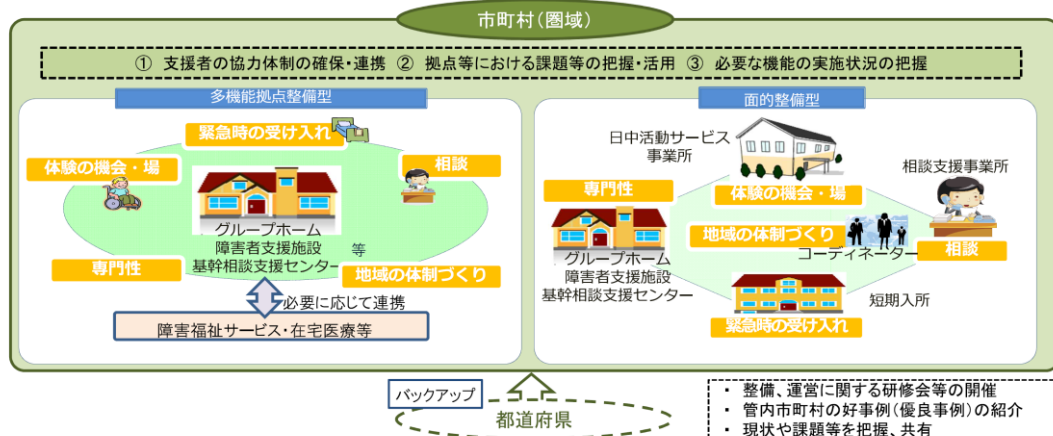 市町村(圏域)
① 支援者の協力体制の確保・連携 ② 拠点等における課題等の把握・活用 ③ 必要な機能の実施状況の把握
多機能拠点整備型
緊急時の受け入れ
体験の機会・場
相談
グループホーム
障害者支援施設
基幹相談支援センター
等
専門性
地域の体制づくり
必要に応じて連携
障害福祉サービス・在宅医療等
面的整備型
日中活動サービス
事業所
相談支援事業所
専門性
体験の機会・場
地域の体制づくり
コーディネーター
相談
グループホーム
障害者支援施設
基幹相談支援センター
短期入所
緊急時の受け入れ
バックアップ
都道府県
・ 整備、運営に関する研修会等の開催
・ 管内市町村の好事例(優良事例)の紹介
・ 現状や課題等を把握、共有